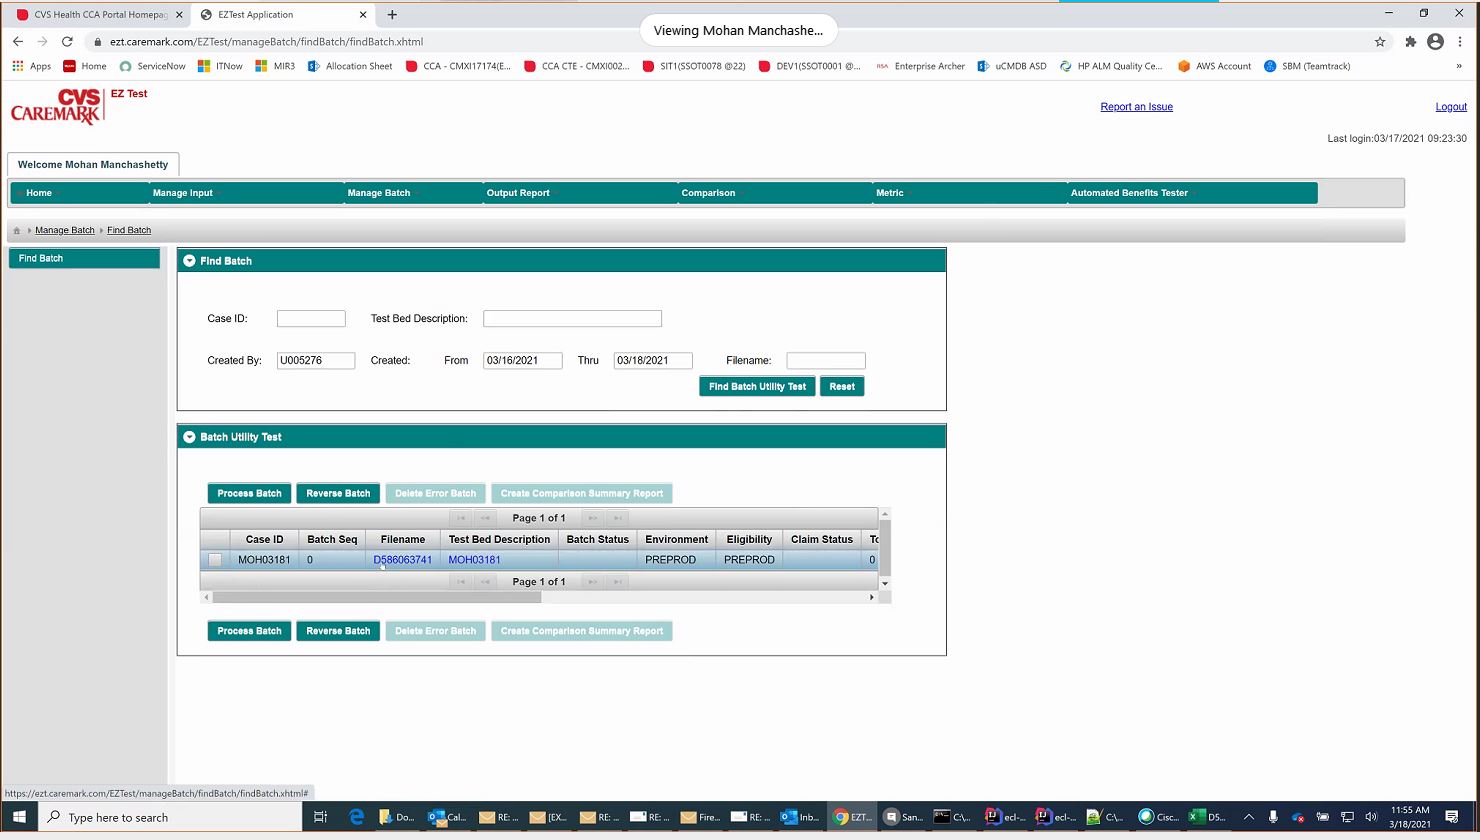 CVS Health CCA Portal Homepag
EZTest Application
Viewing Mohan Manchashe...
ezt.caremark.com/EZTest/manageBatch/findBatch/findBatch.xhtml
Apps Home ServiceNow ITNow MIR3 Allocation Sheet CCA - CMXI17174(E... CCA CTE - CMXI002... SIT1(SSOT0078 @22) DEV1(SSOT0001 @... Enterprise Archer uCMDB ASD HP ALM Quality Ce... AWS Account SBM (Teamtrack) »
CVS EZ Test
CAREMARK
Report an Issue Logout
Last login:03/17/2021 09:23:30
Welcome Mohan Manchashetty
Home Manage Input Manage Batch Output Report Comparison Metric Automated Benefits Tester
Manage Batch Find Batch
Find Batch
Find Batch
Case ID: Test Bed Description:
Created By: U005276 Created: From 03/16/2021 Thru 03/18/2021 Filename:
Find Batch Utility Test Reset
Batch Utility Test
Process Batch Reverse Batch Delete Error Batch Create Comparison Summary Report
Page 1 of 1
Case ID Batch Seq Filename Test Bed Description Batch Status Environment Eligibility Claim Status To
MOH03181 0 D586063741 MOH03181 PREPROD PREPROD 0
Page 1 of 1
Process Batch Reverse Batch Delete Error Batch Create Comparison Summary Report
https://ezt.caremark.com/EZTest/manageBatch/findBatch/findBatch.xhtml#
Type here to search
Do... Cal... RE: ... [EX... RE: ... RE: ... Fire... RE: ... Inb... EZT... San... C:\... ecl-... ecl-... C:\... Cisc... D5...
11:55 AM
3/18/2021